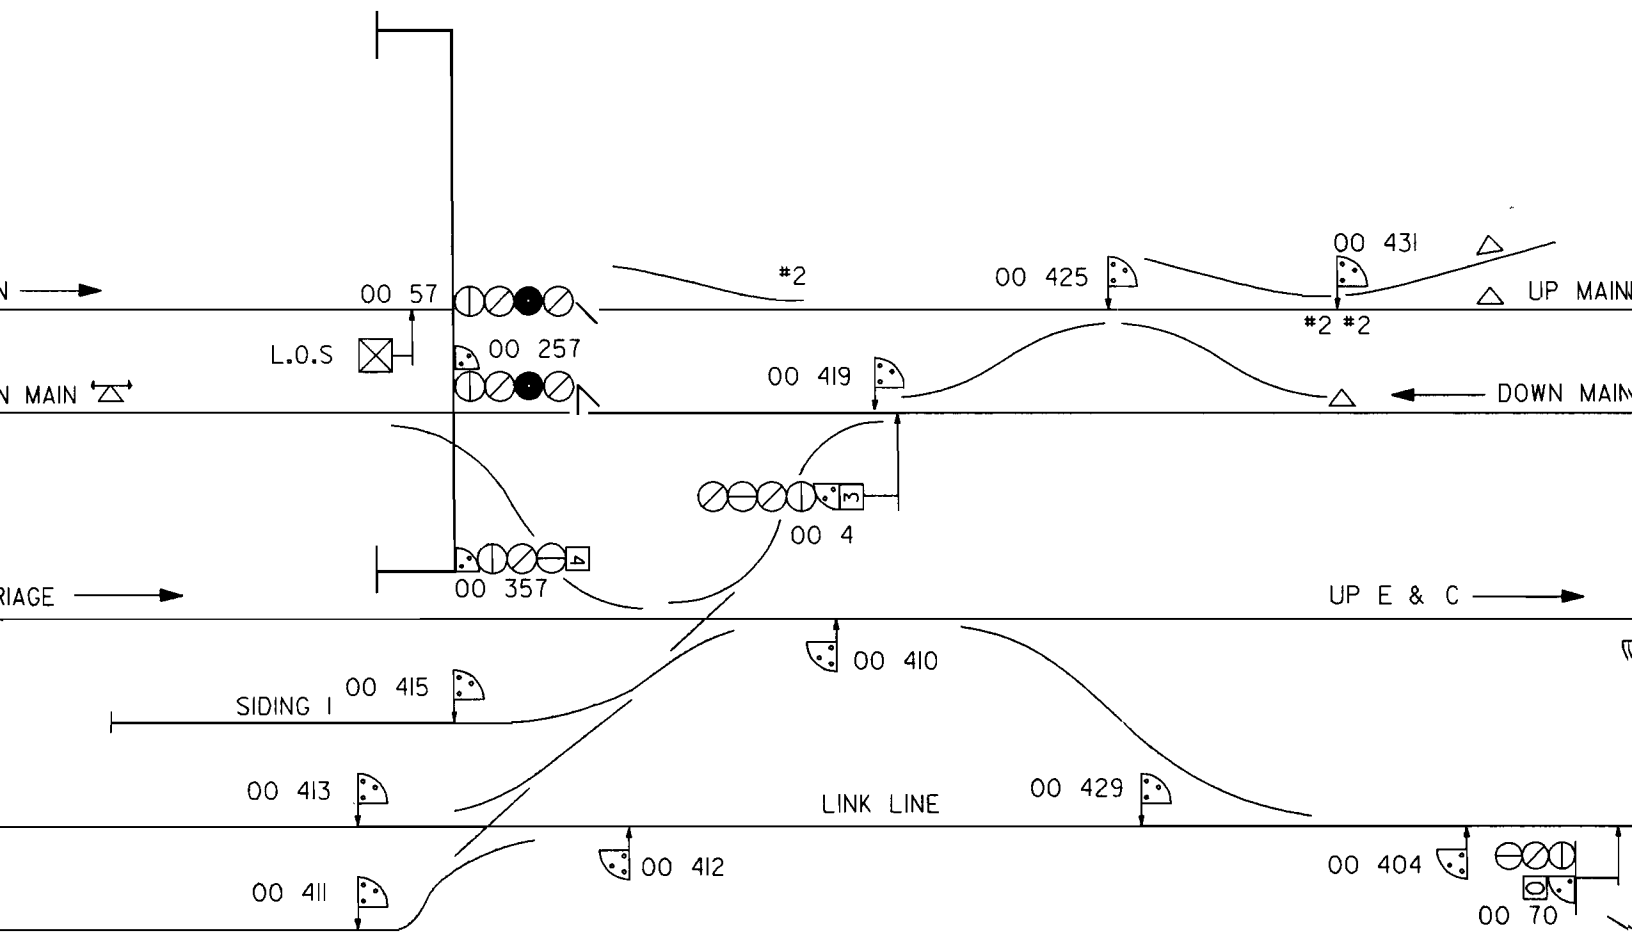 00 431
#2
00 425
N
00 57
UP MAIN
#2 #2
L.O.S
00 257
00 419
N MAIN
DOWN MAIN
3
00 4
4
00 357
RIAGE
UP E & C
00 410
00 415
SIDING 1
00 413
00 429
LINK LINE
00 412
00 404
00 411
0
00 70